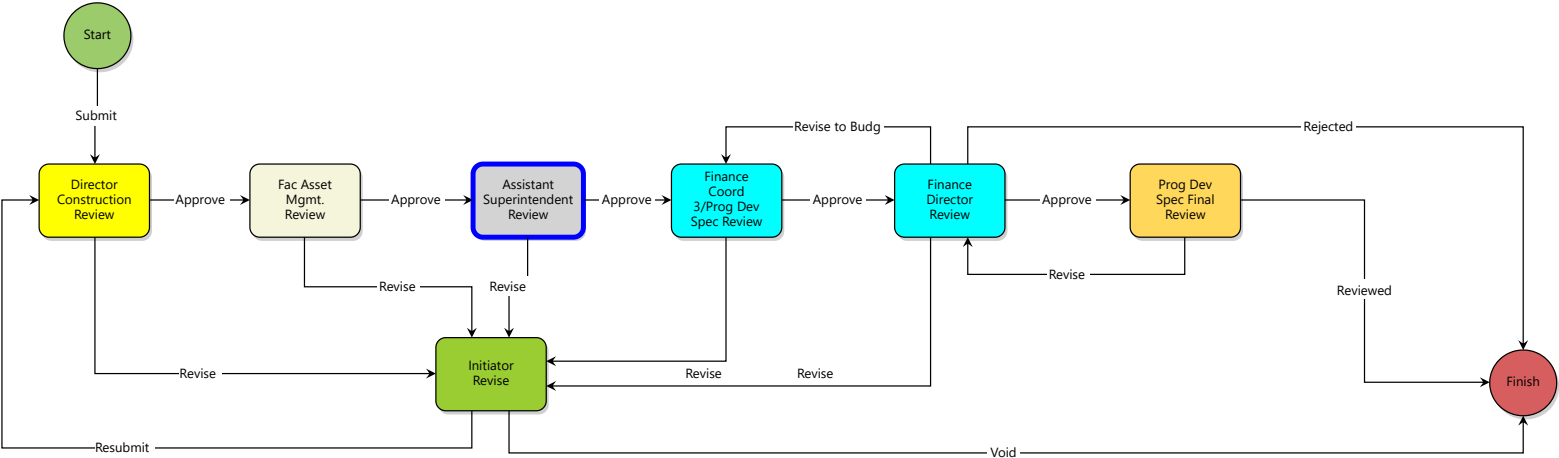 Start
Submit
Revise to Budg
Rejected
Director
Construction
Review
Approve
Fac Asset
Mgmt.
Review
Approve
Assistant
Superintendent
Review
Approve
Finance
Coord
3/Prog Dev
Spec Review
Approve
Finance
Director
Review
Approve
Prog Dev
Spec Final
Review
Revise
Revise
Revise
Reviewed
Initiator
Revise
Revise
Revise
Revise
Finish
Resubmit
Void